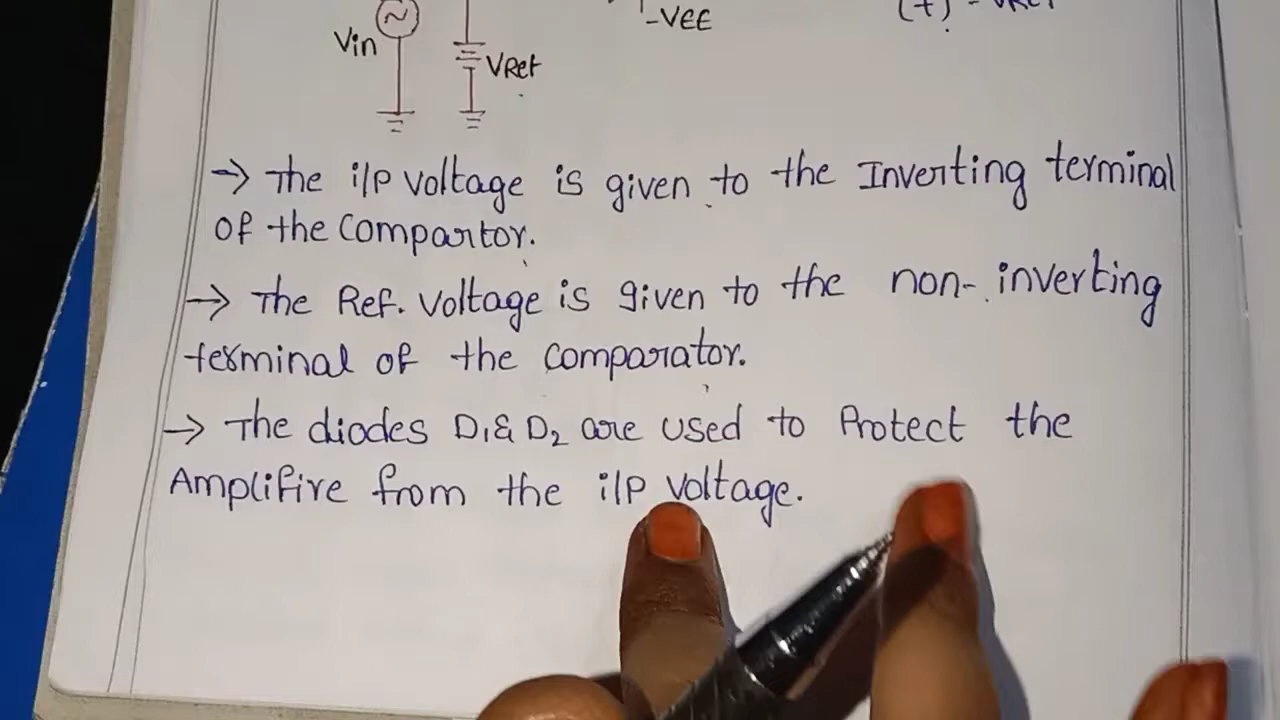 -VEE
Vin
VRef
→ The i/p voltage is given to the Inverting terminal
of the Compartor.
→ The Ref. Voltage is given to the non-inverting
terminal of the comparator.
→ The diodes D1 & D2 are used to Protect the
Amplifire from the i/p voltage.